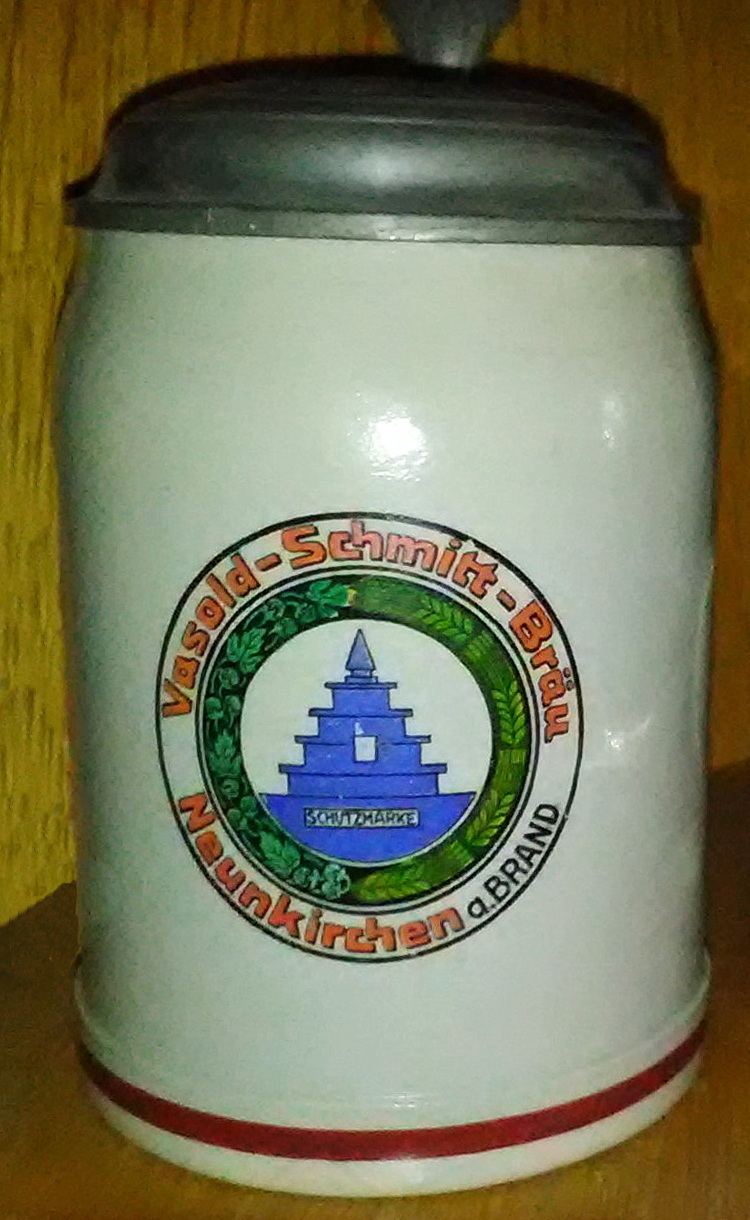 Vasold-Schmitt-Bräu
SCHUTZMARKE
Neunkirchen a.BRAND